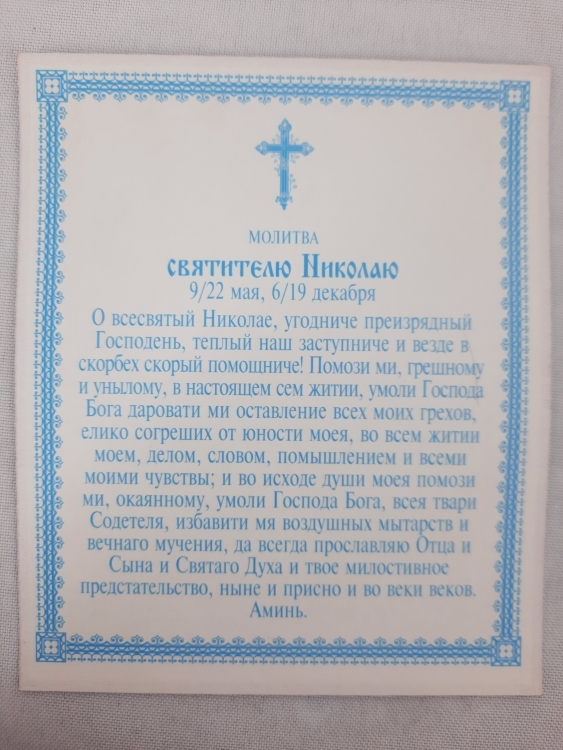 МОЛИТВА
СВЯТИТЕЛЮ НИКОЛАЮ
9/22 мая, 6/19 декабря
О всесвятый Николае, угодниче преизрядный
Господень, теплый наш заступниче и везде в
скорбех скорый помощниче! Помози ми, грешному
и унылому, в настоящем сем житии, умоли Господа
Бога даровати ми оставление всех моих грехов,
елико согреших от юности моея, во всем житии
моем, делом, словом, помышлением и всеми
моими чувствы; и во исходе души моея помози
ми, окаянному, умоли Господа Бога, всея твари
Содетеля, избавити мя воздушных мытарств и
вечнаго мучения, да всегда прославляю Отца и
Сына и Святаго Духа и твое милостивное
предстательство, ныне и присно и во веки веков.
Аминь.